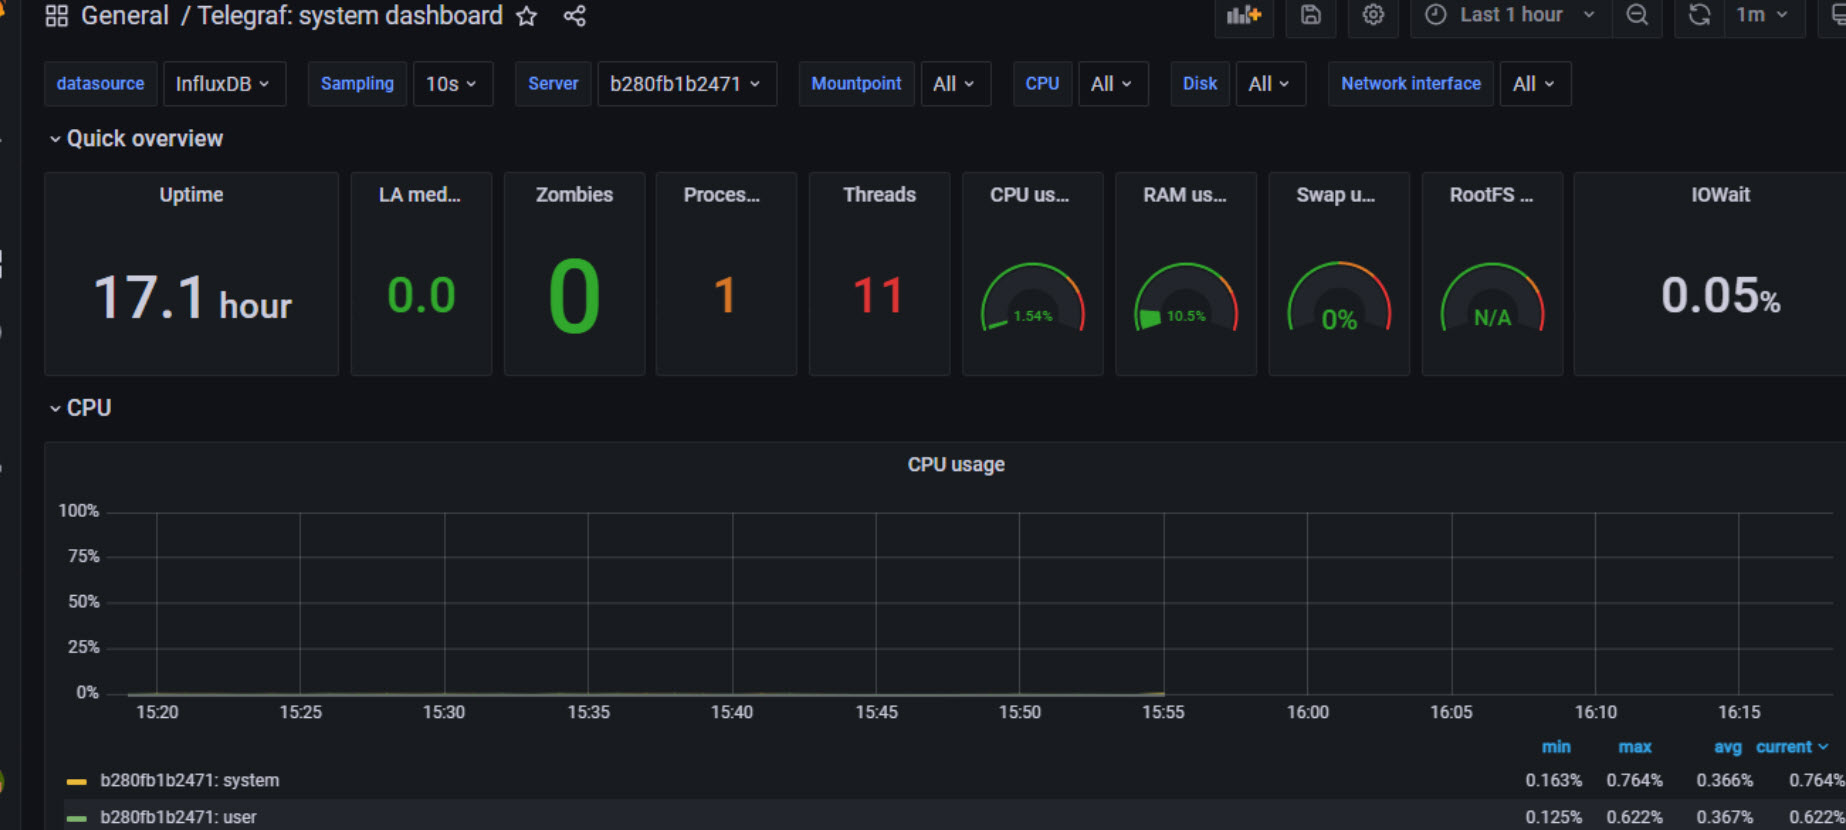 General / Telegraf: system dashboard
Last 1 hour
1m
datasource InfluxDB Sampling 10s Server b280fb1b2471 Mountpoint All CPU All Disk All Network interface All
Quick overview
Uptime LA med... Zombies Proces... Threads CPU us... RAM us... Swap u... RootFS ... IOWait
17.1 hour 0.0 0 1 11 1.54% 10.5% 0% N/A 0.05%
CPU
CPU usage
100%
75%
50%
25%
0%
15:20 15:25 15:30 15:35 15:40 15:45 15:50 15:55 16:00 16:05 16:10 16:15
min max avg current
b280fb1b2471: system 0.163% 0.764% 0.366% 0.764%
b280fb1b2471: user 0.125% 0.622% 0.367% 0.622%